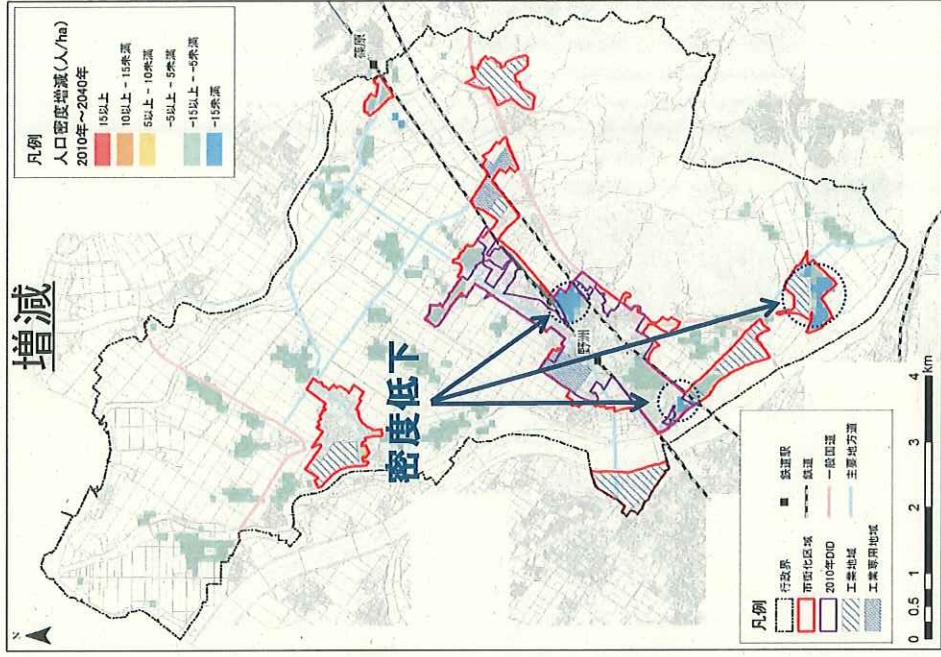 増減
凡例
人口密度増減(人/ha)
2010年～2040年
15以上
10以上 - 15未満
5以上 - 10未満
-5以上 - 5未満
-15以上 - -5未満
-15未満
篠原
密度低下
野洲
凡例
行政界
市街化区域
2010年DID
工業地域
工業専用地域
鉄道駅
鉄道
一般国道
主要地方道
0 0.5 1 2 3 4
km
N